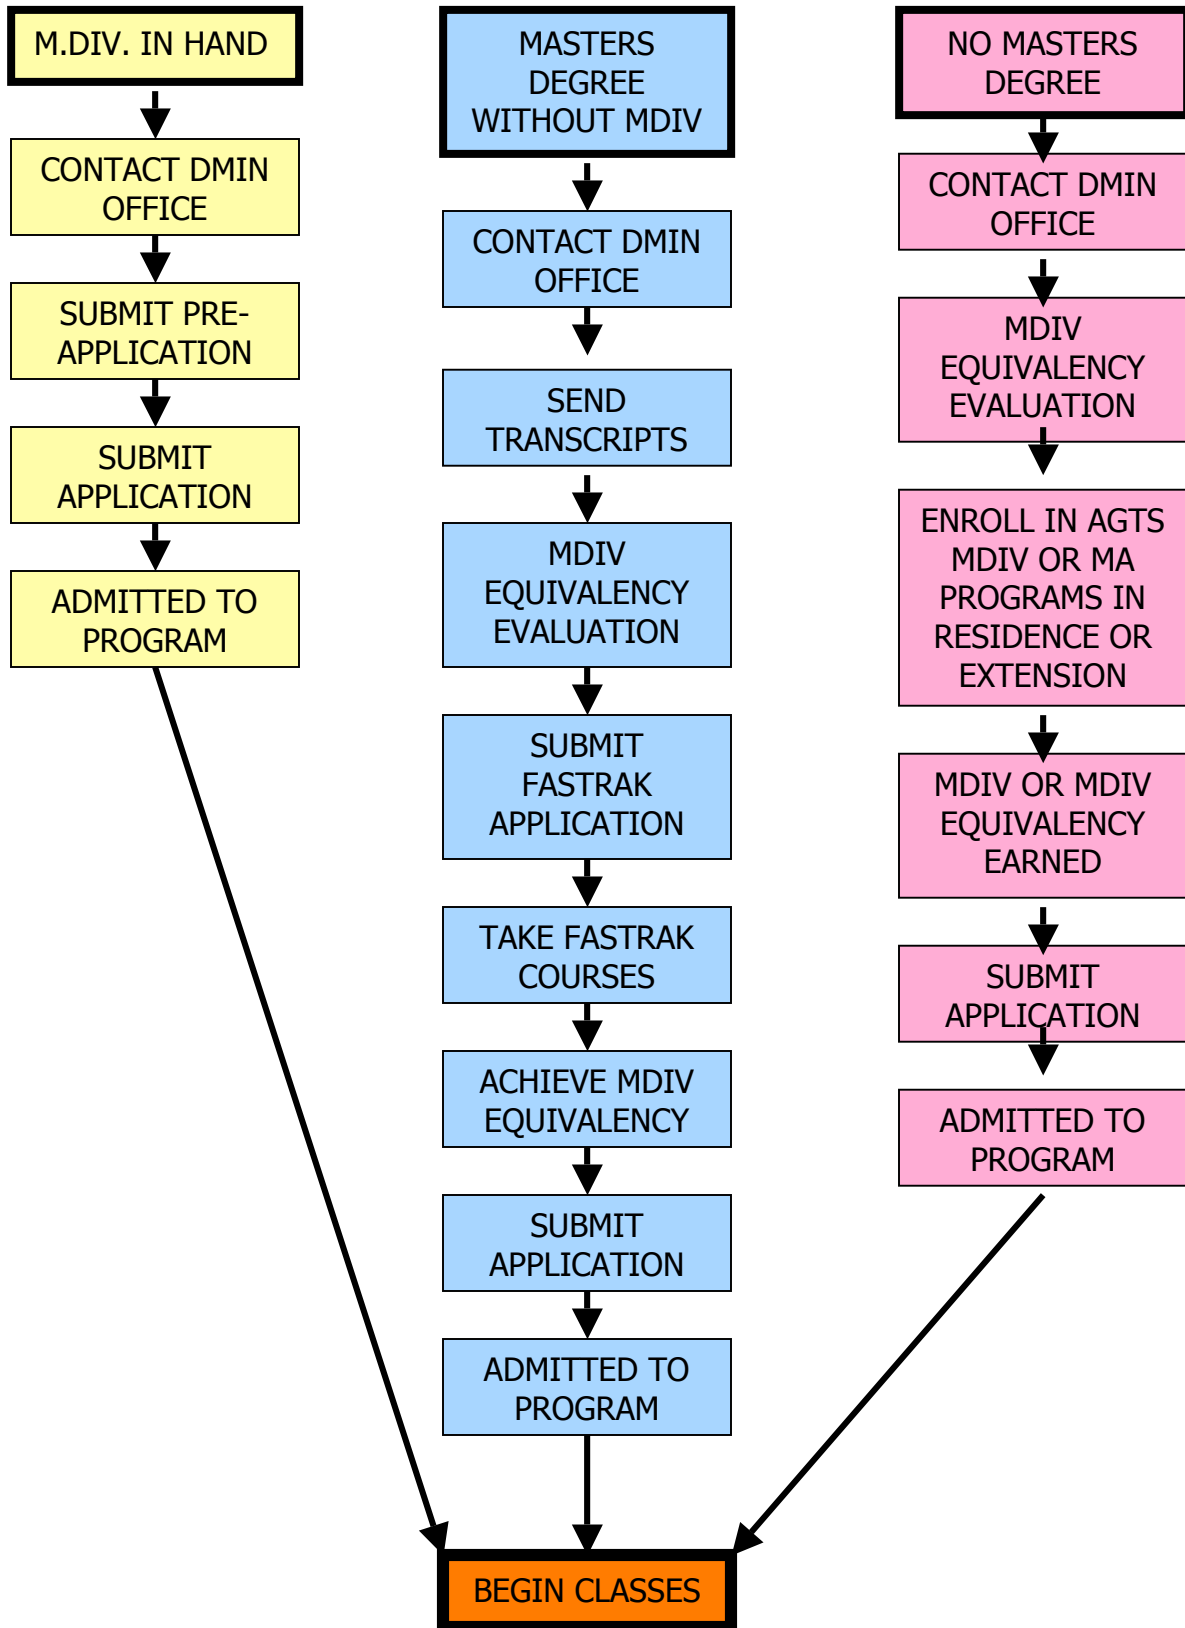 M.DIV. IN HAND
CONTACT DMIN
OFFICE
SUBMIT PRE-
APPLICATION
SUBMIT
APPLICATION
ADMITTED TO
PROGRAM
MASTERS
DEGREE
WITHOUT MDIV
CONTACT DMIN
OFFICE
SEND
TRANSCRIPTS
MDIV
EQUIVALENCY
EVALUATION
SUBMIT
FASTRAK
APPLICATION
TAKE FASTRAK
COURSES
ACHIEVE MDIV
EQUIVALENCY
SUBMIT
APPLICATION
ADMITTED TO
PROGRAM
NO MASTERS
DEGREE
CONTACT DMIN
OFFICE
MDIV
EQUIVALENCY
EVALUATION
ENROLL IN AGTS
MDIV OR MA
PROGRAMS IN
RESIDENCE OR
EXTENSION
MDIV OR MDIV
EQUIVALENCY
EARNED
SUBMIT
APPLICATION
ADMITTED TO
PROGRAM
BEGIN CLASSES